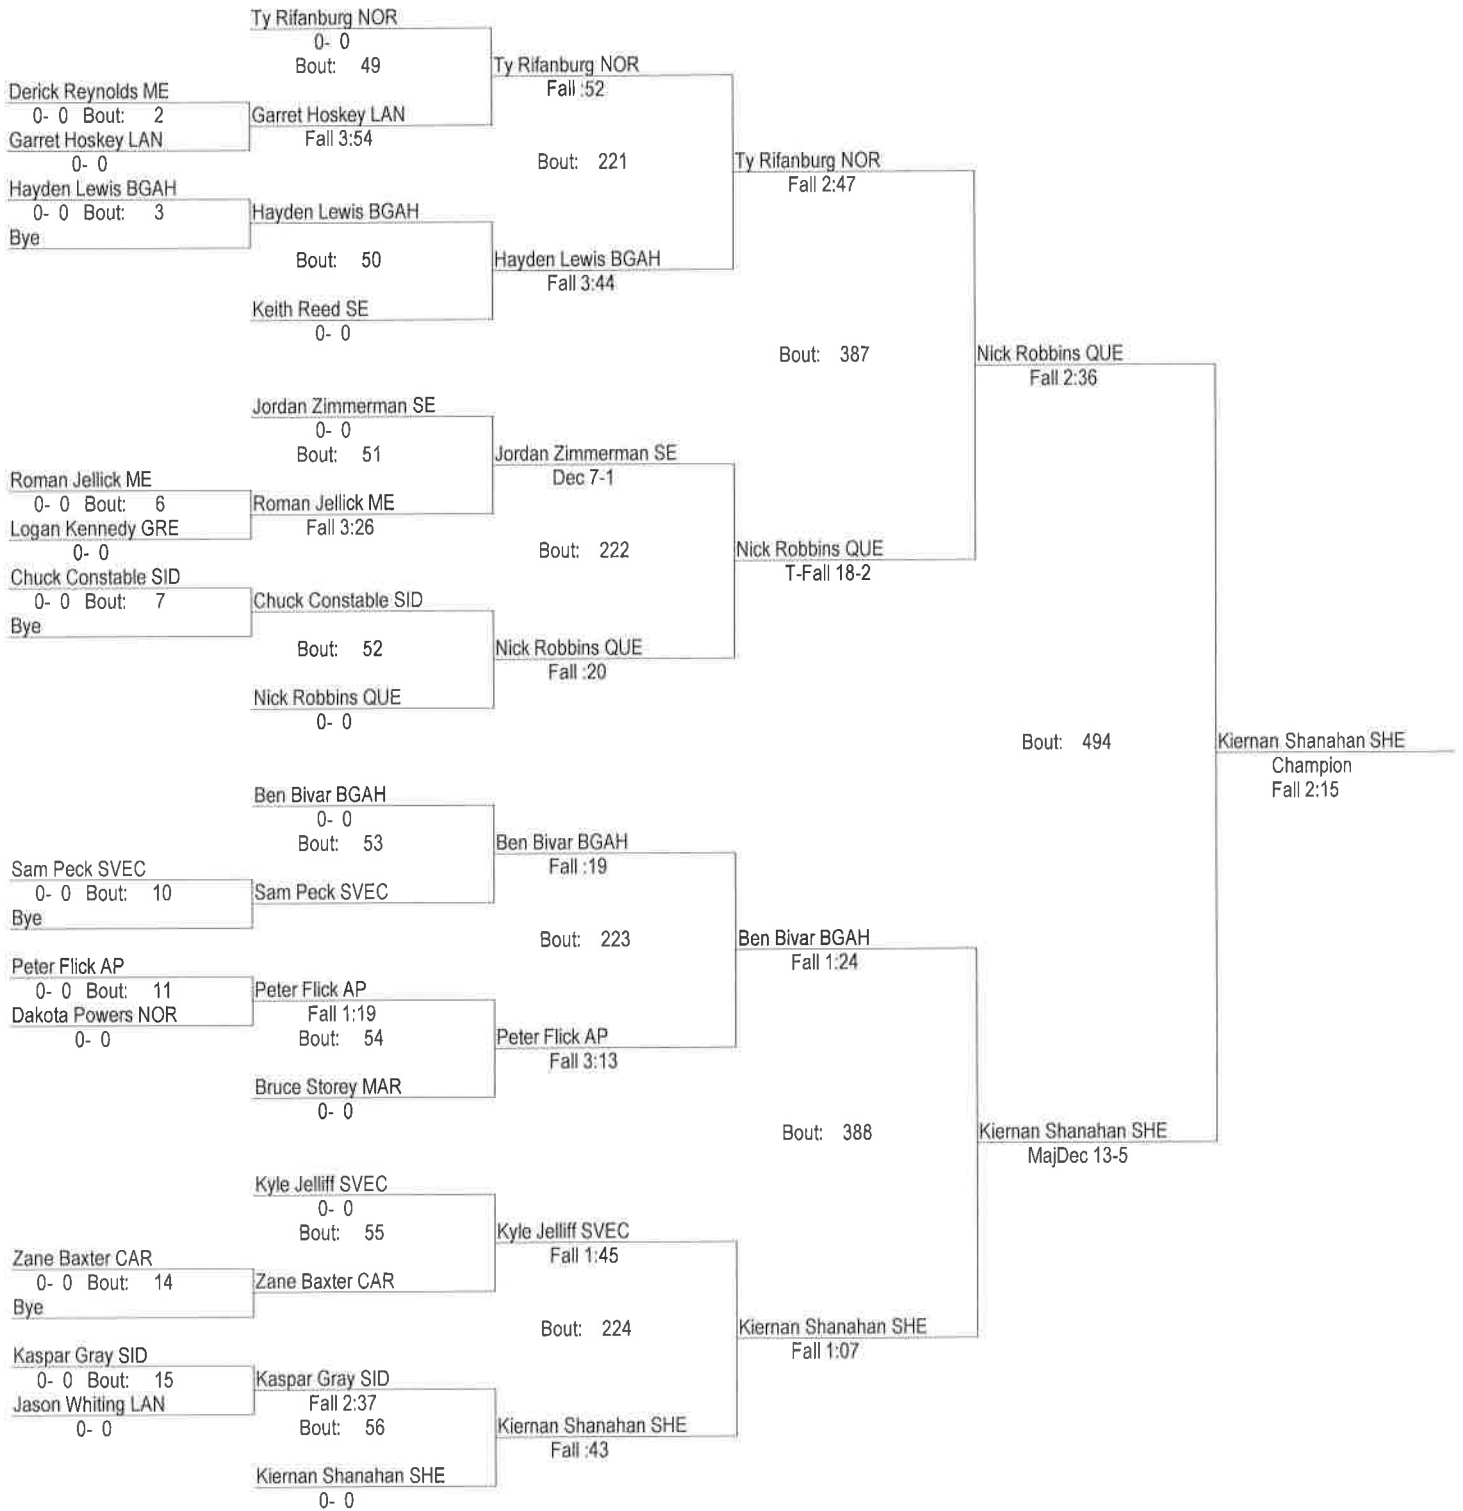 Ty Rifanburg NOR
0- 0
Bout: 49
Ty Rifanburg NOR
Fall :52
Derick Reynolds ME
0- 0 Bout: 2
Garret Hoskey LAN
0- 0
Garret Hoskey LAN
Fall 3:54
Bout: 221
Ty Rifanburg NOR
Fall 2:47
Hayden Lewis BGAH
0- 0 Bout: 3
Bye
Hayden Lewis BGAH
Bout: 50
Hayden Lewis BGAH
Fall 3:44
Keith Reed SE
0- 0
Bout: 387
Nick Robbins QUE
Fall 2:36
Jordan Zimmerman SE
0- 0
Bout: 51
Jordan Zimmerman SE
Dec 7-1
Roman Jellick ME
0- 0 Bout: 6
Logan Kennedy GRE
0- 0
Roman Jellick ME
Fall 3:26
Bout: 222
Nick Robbins QUE
T-Fall 18-2
Chuck Constable SID
0- 0 Bout: 7
Bye
Chuck Constable SID
Bout: 52
Nick Robbins QUE
Fall :20
Nick Robbins QUE
0- 0
Bout: 494
Kiernan Shanahan SHE
Champion
Fall 2:15
Ben Bivar BGAH
0- 0
Bout: 53
Ben Bivar BGAH
Fall :19
Sam Peck SVEC
0- 0 Bout: 10
Bye
Sam Peck SVEC
Bout: 223
Ben Bivar BGAH
Fall 1:24
Peter Flick AP
0- 0 Bout: 11
Dakota Powers NOR
0- 0
Peter Flick AP
Fall 1:19
Bout: 54
Peter Flick AP
Fall 3:13
Bruce Storey MAR
0- 0
Bout: 388
Kiernan Shanahan SHE
MajDec 13-5
Kyle Jelliff SVEC
0- 0
Bout: 55
Kyle Jelliff SVEC
Fall 1:45
Zane Baxter CAR
0- 0 Bout: 14
Bye
Zane Baxter CAR
Bout: 224
Kiernan Shanahan SHE
Fall 1:07
Kaspar Gray SID
0- 0 Bout: 15
Jason Whiting LAN
0- 0
Kaspar Gray SID
Fall 2:37
Bout: 56
Kiernan Shanahan SHE
Fall :43
Kiernan Shanahan SHE
0- 0